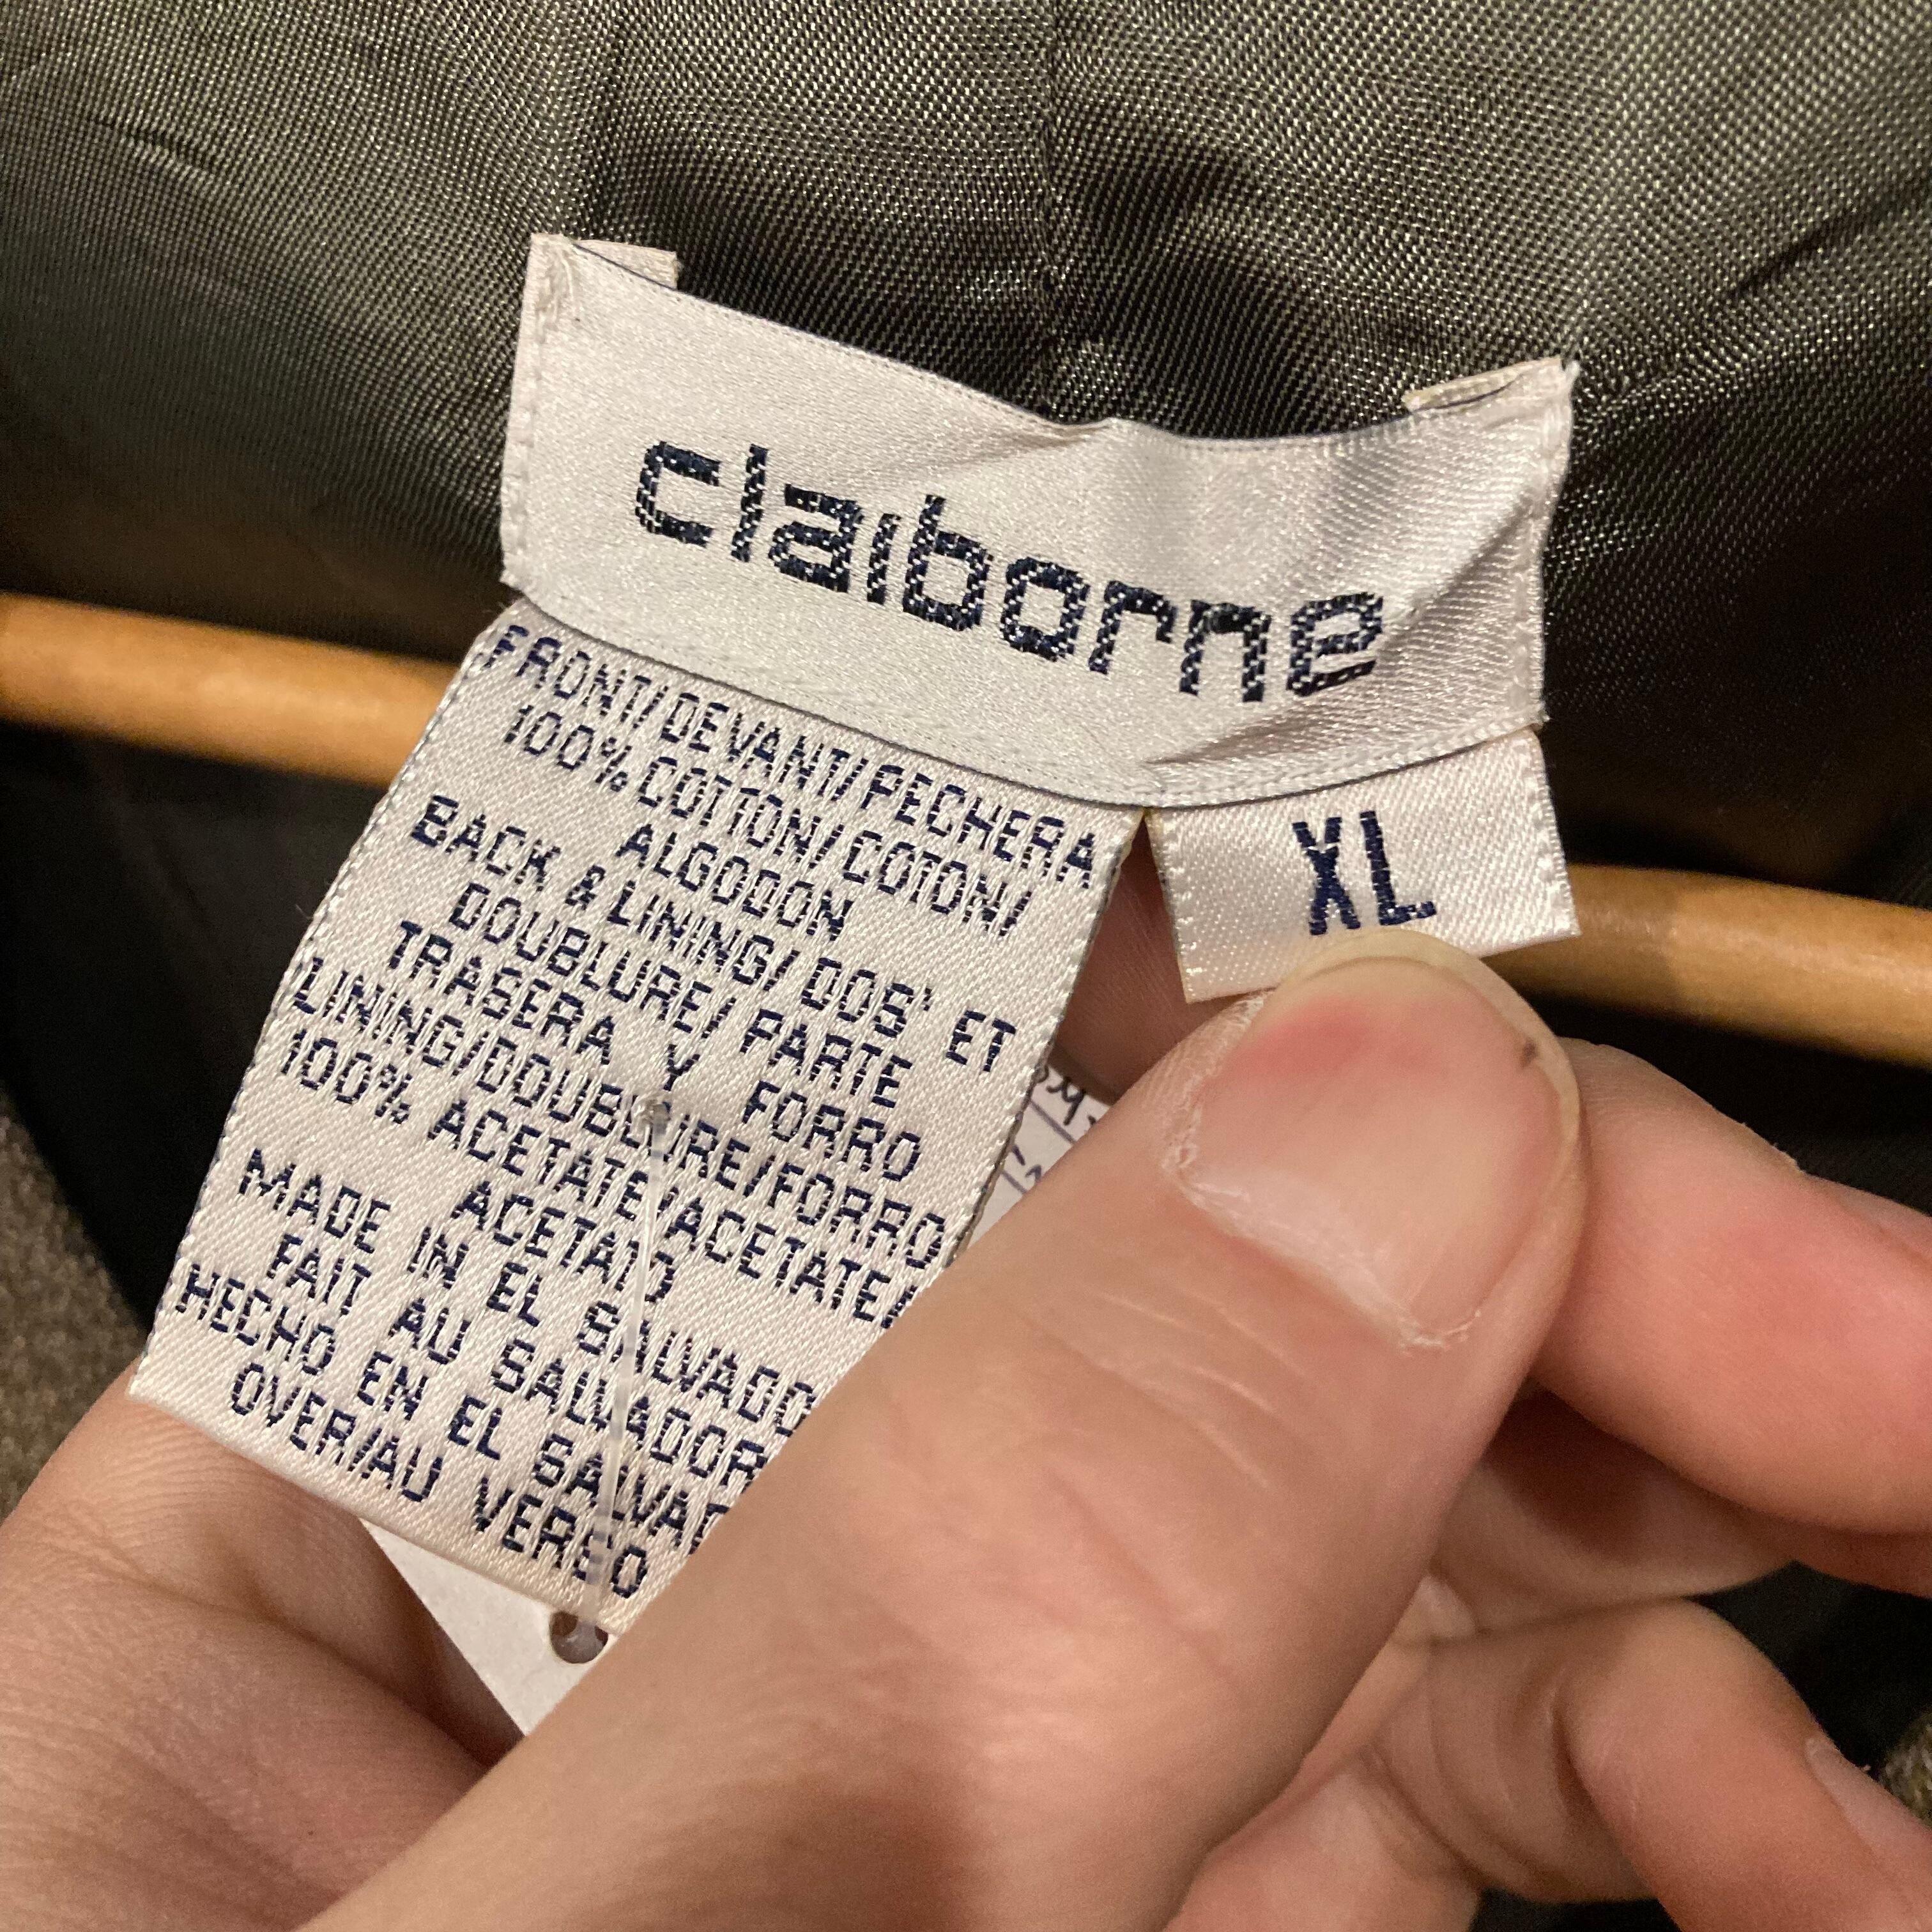 claiborne
XL
FRONT/DEVANT/PECHERA
100% COTTON/COTON/
ALGODON
BACK & LINING/ DOS' ET
DOUBLURE/ PARTE
TRASERA Y FORRO
LINING/DOUBLURE/FORRO
100% ACETATE/ACETATE/
ACETATO
MADE IN EL SALVADO
FAIT AU SALVADOR
HECHO EN EL SALVAD
OVER/AU VERSO